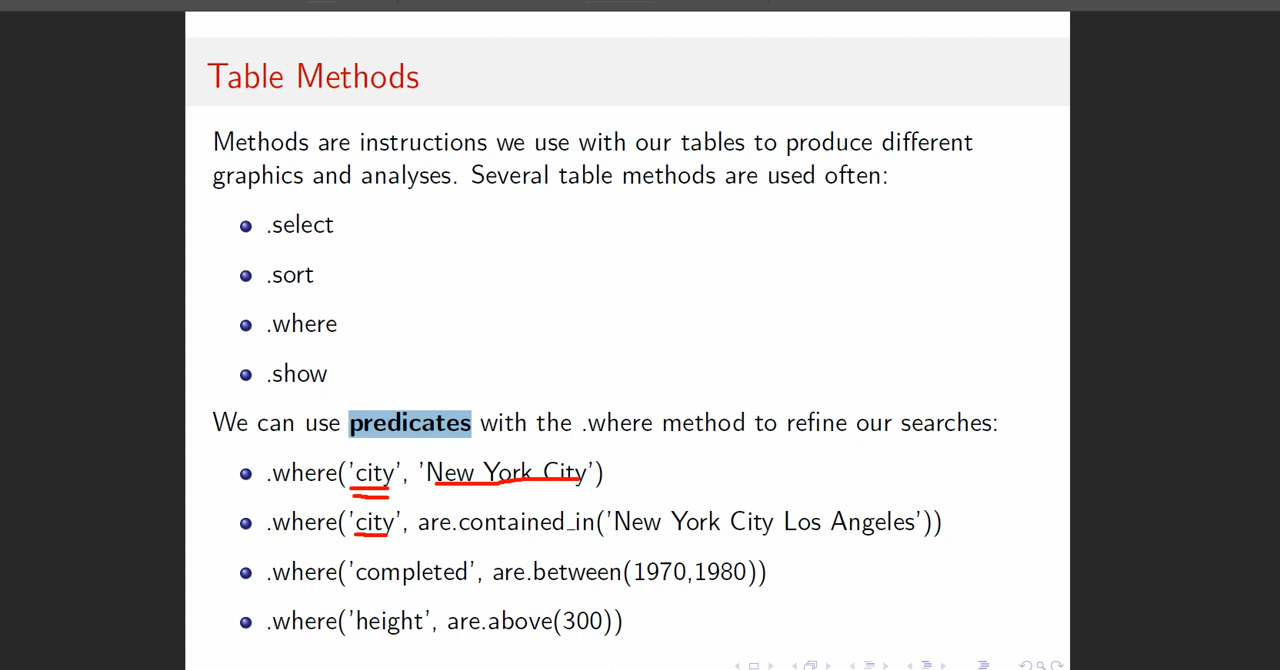 Table Methods
Methods are instructions we use with our tables to produce different
graphics and analyses. Several table methods are used often:
.select
.sort
.where
.show
We can use predicates with the .where method to refine our searches:
.where('city', 'New York City')
.where('city', are.contained_in('New York City Los Angeles'))
.where('completed', are.between(1970,1980))
.where('height', are.above(300))